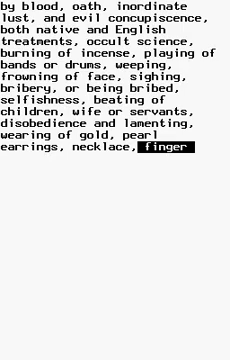 by blood, oath, inordinate
lust, and evil concupiscence,
both native and English
treatments, occult science,
burning of incense, playing of
bands or drums, weeping,
frowning of face, sighing,
bribery, or being bribed,
selfishness, beating of
children, wife or servants,
disobedience and lamenting,
wearing of gold, pearl
earrings, necklace, finger